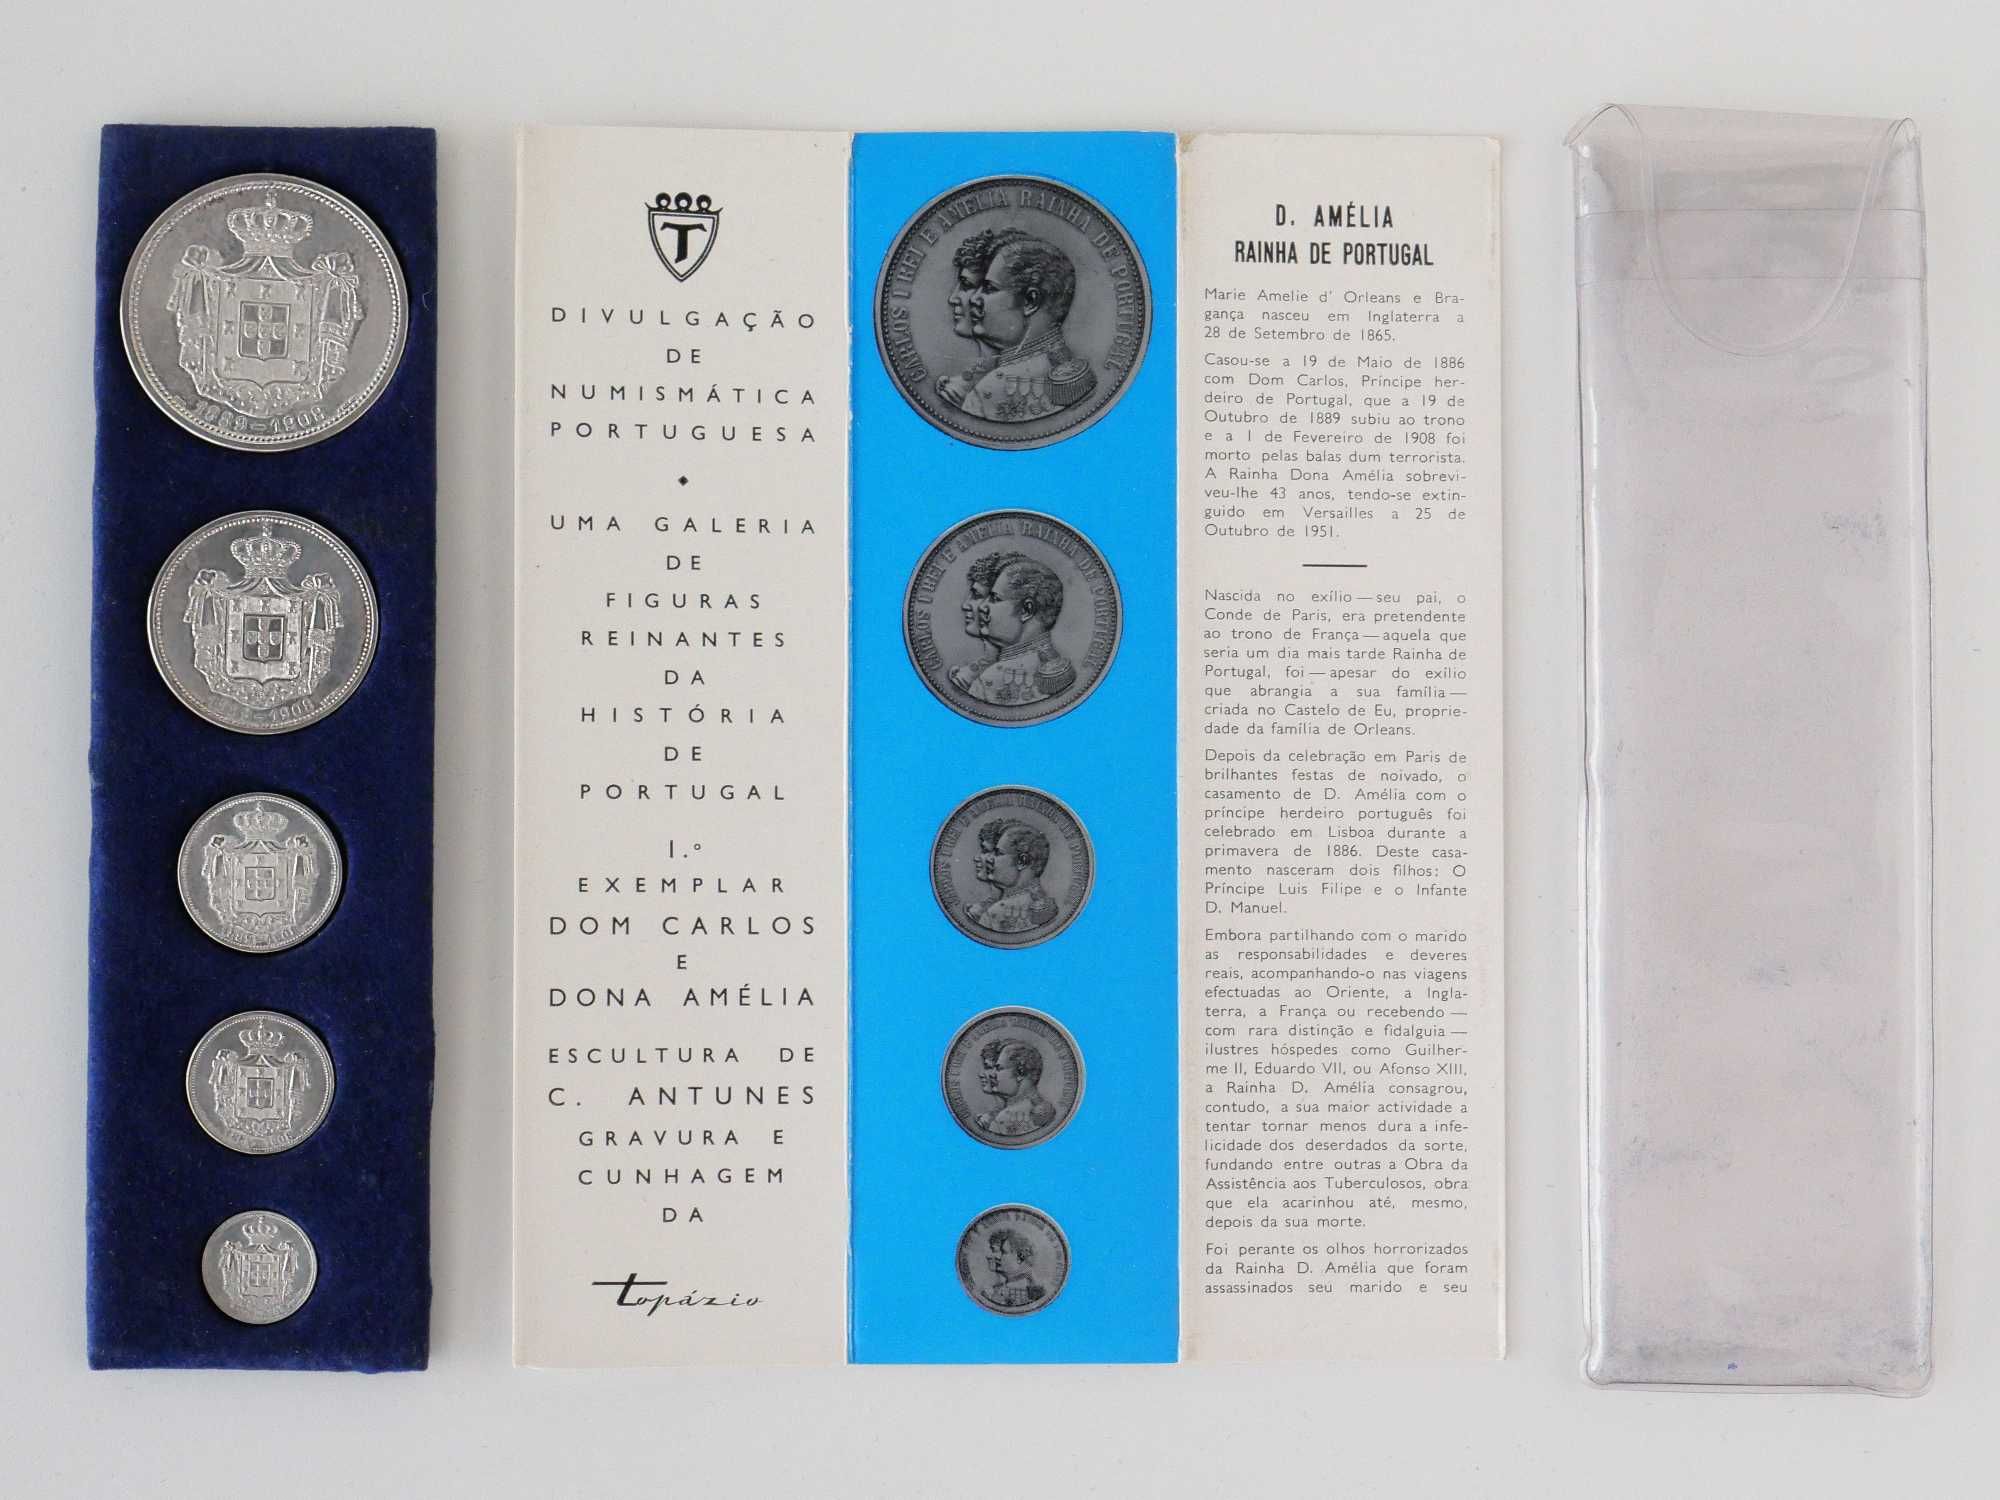 1889-1908
1908
T
DIVULGAÇÃO
DE
NUMISMÁTICA
PORTUGUESA
UMA GALERIA
DE
FIGURAS
REINANTES
DA
HISTÓRIA
DE
PORTUGAL
1.º
EXEMPLAR
DOM CARLOS
E
DONA AMÉLIA
ESCULTURA DE
C. ANTUNES
GRAVURA E
CUNHAGEM
DA
topázio
CARLOS I REI E AMELIA RAINHA DE PORTUGAL
CARLOS I REI E AMELIA RAINHA DE PORTUGAL
CARLOS I REI E AMELIA RAINHA DE PORTUGAL
D. AMÉLIA
RAINHA DE PORTUGAL
Marie Amelie d' Orleans e Bra-
gança nasceu em Inglaterra a
28 de Setembro de 1865.
Casou-se a 19 de Maio de 1886
com Dom Carlos, Príncipe her-
deiro de Portugal, que a 19 de
Outubro de 1889 subiu ao trono
e a 1 de Fevereiro de 1908 foi
morto pelas balas dum terrorista.
A Rainha Dona Amélia sobrevi-
veu-lhe 43 anos, tendo-se extin-
guido em Versailles a 25 de
Outubro de 1951.
Nascida no exílio — seu pai, o
Conde de Paris, era pretendente
ao trono de França — aquela que
seria um dia mais tarde Rainha de
Portugal, foi — apesar do exílio
que abrangia a sua família —
criada no Castelo de Eu, proprie-
dade da família de Orleans.
Depois da celebração em Paris de
brilhantes festas de noivado, o
casamento de D. Amélia com o
príncipe herdeiro português foi
celebrado em Lisboa durante a
primavera de 1886. Deste casa-
mento nasceram dois filhos: O
Príncipe Luis Filipe e o Infante
D. Manuel.
Embora partilhando com o marido
as responsabilidades e deveres
reais, acompanhando-o nas viagens
efectuadas ao Oriente, a Ingla-
terra, a França ou recebendo —
com rara distinção e fidalguia —
ilustres hóspedes como Guilher-
me II, Eduardo VII, ou Afonso XIII,
a Rainha D. Amélia consagrou,
contudo, a sua maior actividade a
tentar tornar menos dura a infe-
licidade dos deserdados da sorte,
fundando entre outras a Obra da
Assistência aos Tuberculosos, obra
que ela acarinhou até, mesmo,
depois da sua morte.
Foi perante os olhos horrorizados
da Rainha D. Amélia que foram
assassinados seu marido e seu